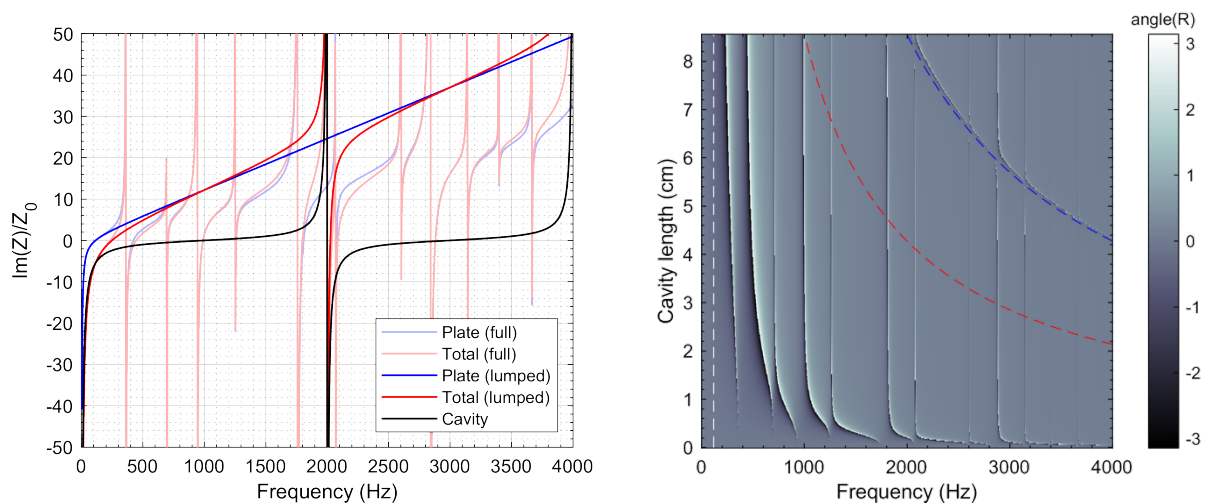 50
40
30
20
10
0
-10
-20
-30
-40
-50
Im(Z)/Z0
0 500 1000 1500 2000 2500 3000 3500 4000
Frequency (Hz)
Plate (full)
Total (full)
Plate (lumped)
Total (lumped)
Cavity
8
7
6
5
4
3
2
1
0
Cavity length (cm)
0 1000 2000 3000 4000
Frequency (Hz)
angle(R)
3
2
1
0
-1
-2
-3